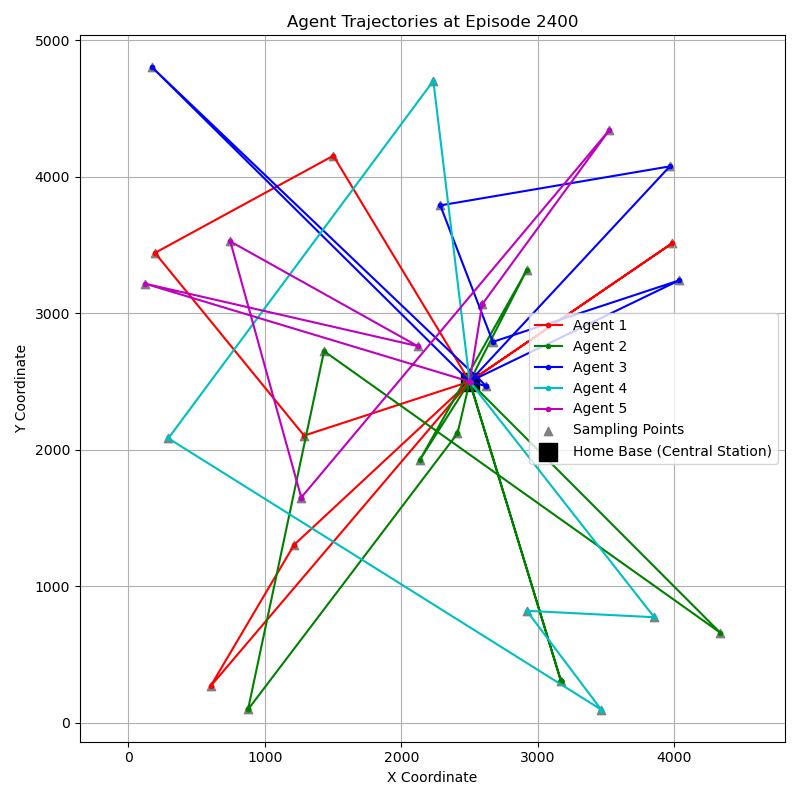 Agent Trajectories at Episode 2400
5000
4000
3000
2000
1000
0
Y Coordinate
Agent 1
Agent 2
Agent 3
Agent 4
Agent 5
Sampling Points
Home Base (Central Station)
0 1000 2000 3000 4000
X Coordinate